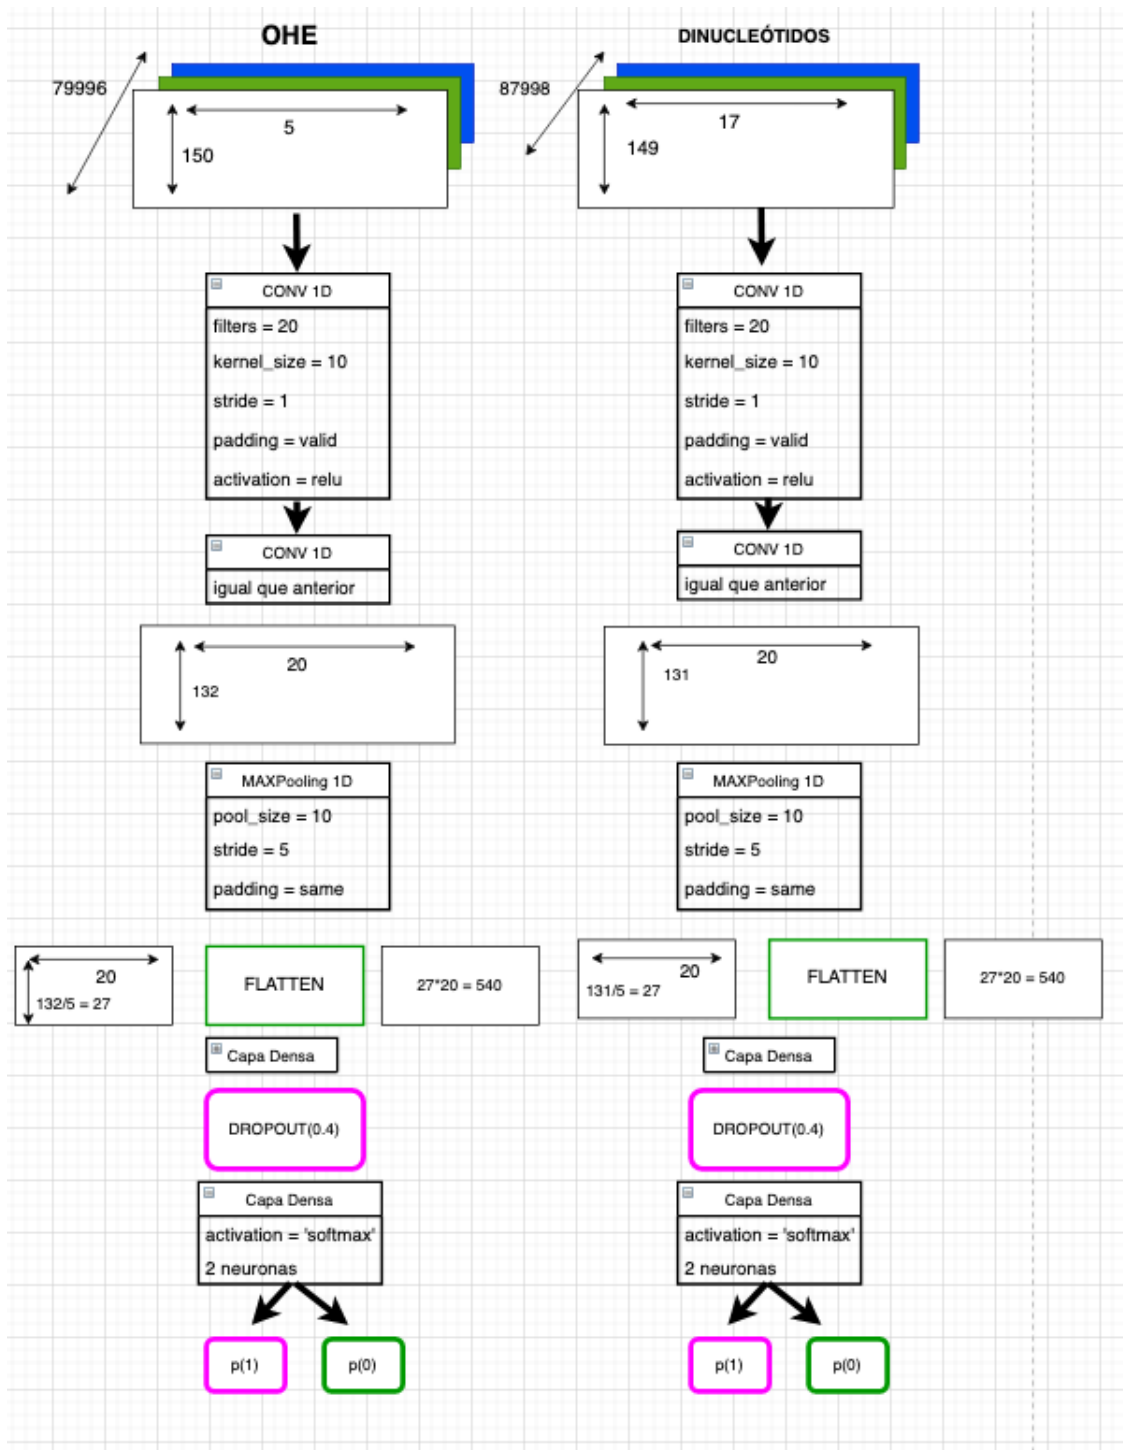 OHE
79996
5
150
CONV 1D
filters = 20
kernel_size = 10
stride = 1
padding = valid
activation = relu
CONV 1D
igual que anterior
20
132
MAXPooling 1D
pool_size = 10
stride = 5
padding = same
20
132/5 = 27
FLATTEN
27*20 = 540
Capa Densa
DROPOUT(0.4)
Capa Densa
activation = 'softmax'
2 neuronas
p(1)
p(0)
DINUCLEÓTIDOS
87998
17
149
CONV 1D
filters = 20
kernel_size = 10
stride = 1
padding = valid
activation = relu
CONV 1D
igual que anterior
20
131
MAXPooling 1D
pool_size = 10
stride = 5
padding = same
20
131/5 = 27
FLATTEN
27*20 = 540
Capa Densa
DROPOUT(0.4)
Capa Densa
activation = 'softmax'
2 neuronas
p(1)
p(0)